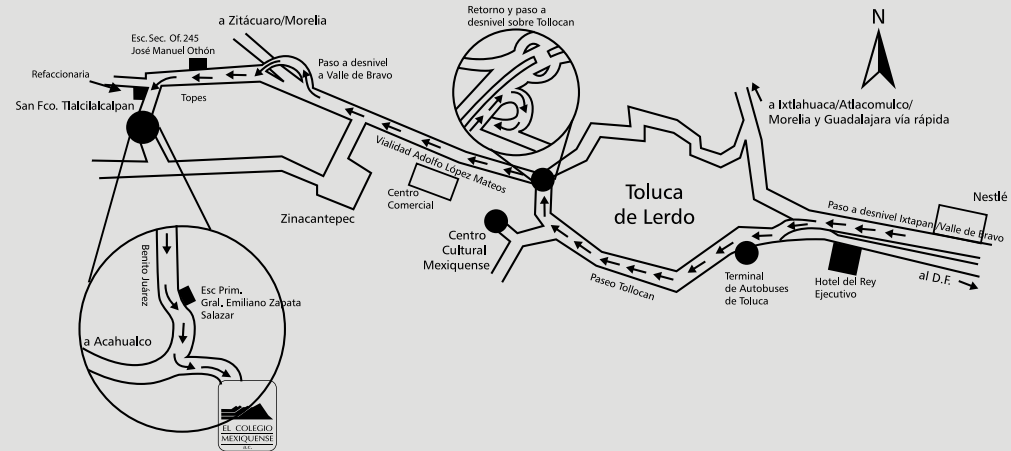 a Zitácuaro/Morelia
Retorno y paso a
desnivel sobre Tollocan
N
Esc. Sec. Of. 245
José Manuel Othón
Paso a desnivel
a Valle de Bravo
Refaccionaria
Topes
San Fco. Tlalcilalcalpan
a Ixtlahuaca/Atlacomulco/
Morelia y Guadalajara vía rápida
Vialidad Adolfo López Mateos
Centro
Comercial
Zinacantepec
Toluca
de Lerdo
Nestlé
Paso a desnivel Ixtapan/Valle de Bravo
Centro
Cultural
Mexiquense
Paseo Tollocan
Terminal
de Autobuses
de Toluca
Hotel del Rey
Ejecutivo
al D.F.
Benito Juárez
Esc Prim.
Gral. Emiliano Zapata
Salazar
a Acahualco
EL COLEGIO
MEXIQUENSE
a.c.